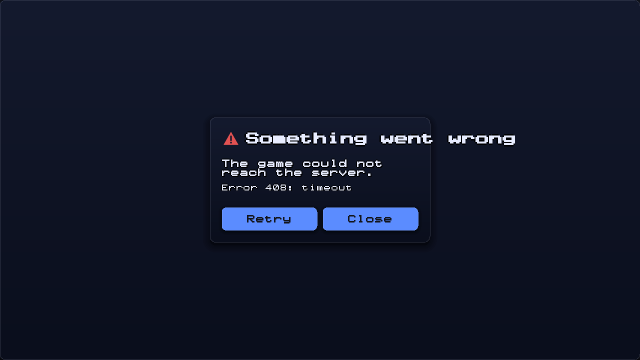 Something went wrong
The game could not
reach the server.
Error 408: timeout
Retry
Close